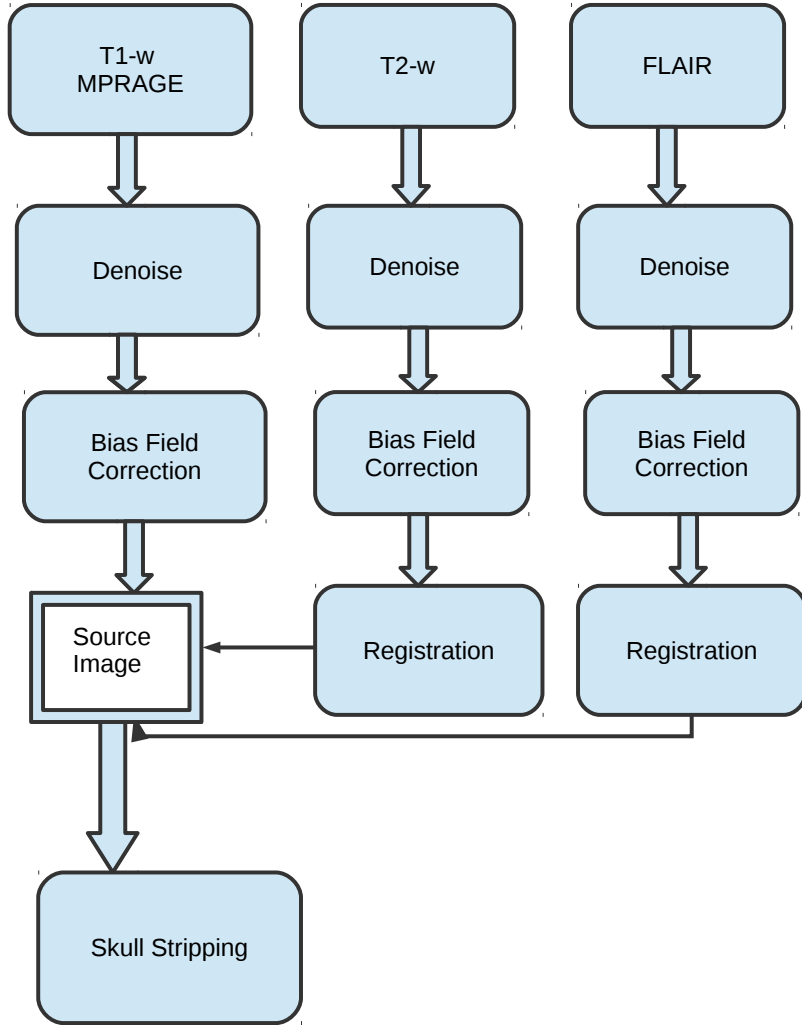 T1-w
MPRAGE
T2-w
FLAIR
Denoise
Denoise
Denoise
Bias Field
Correction
Bias Field
Correction
Bias Field
Correction
Source
Image
Registration
Registration
Skull Stripping